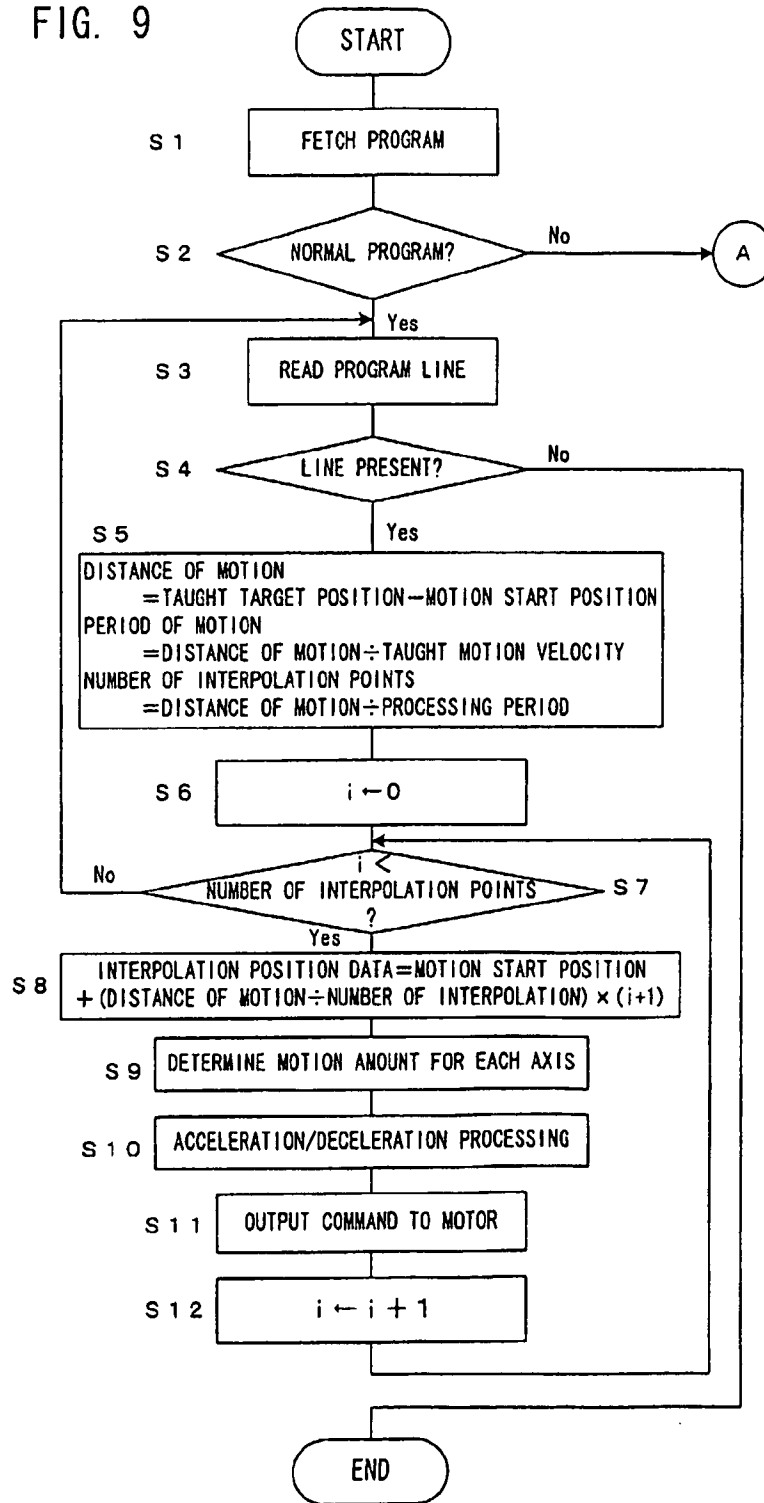 FIG. 9
START
S1
FETCH PROGRAM
S2
NORMAL PROGRAM?
No
A
Yes
S3
READ PROGRAM LINE
S4
LINE PRESENT?
No
Yes
S5
DISTANCE OF MOTION
=TAUGHT TARGET POSITION−MOTION START POSITION
PERIOD OF MOTION
=DISTANCE OF MOTION÷TAUGHT MOTION VELOCITY
NUMBER OF INTERPOLATION POINTS
=DISTANCE OF MOTION÷PROCESSING PERIOD
S6
i←0
i <
No
NUMBER OF INTERPOLATION POINTS
S7
?
Yes
S8
INTERPOLATION POSITION DATA=MOTION START POSITION
+(DISTANCE OF MOTION÷NUMBER OF INTERPOLATION)×(i+1)
S9
DETERMINE MOTION AMOUNT FOR EACH AXIS
S10
ACCELERATION/DECELERATION PROCESSING
S11
OUTPUT COMMAND TO MOTOR
S12
i←i+1
END